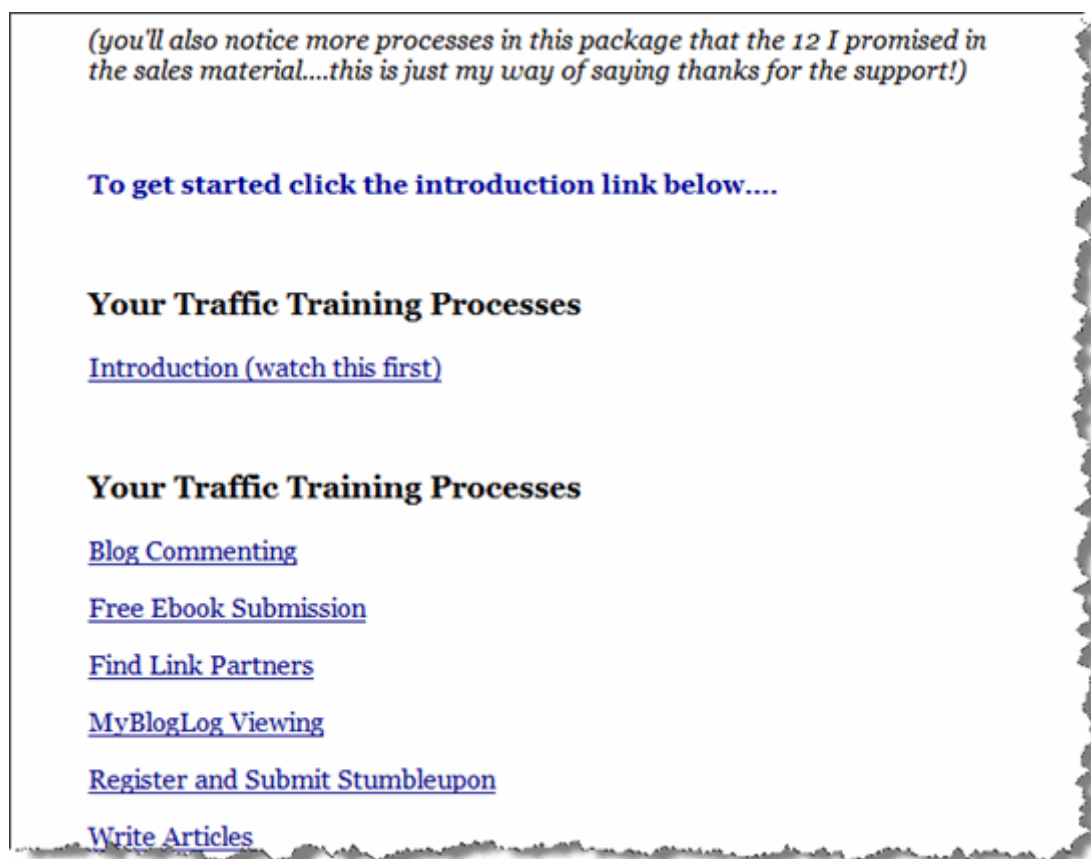 (you'll also notice more processes in this package that the 12 I promised in
the sales material....this is just my way of saying thanks for the support!)
To get started click the introduction link below....
Your Traffic Training Processes
Introduction (watch this first)
Your Traffic Training Processes
Blog Commenting
Free Ebook Submission
Find Link Partners
MyBlogLog Viewing
Register and Submit Stumbleupon
Write Articles